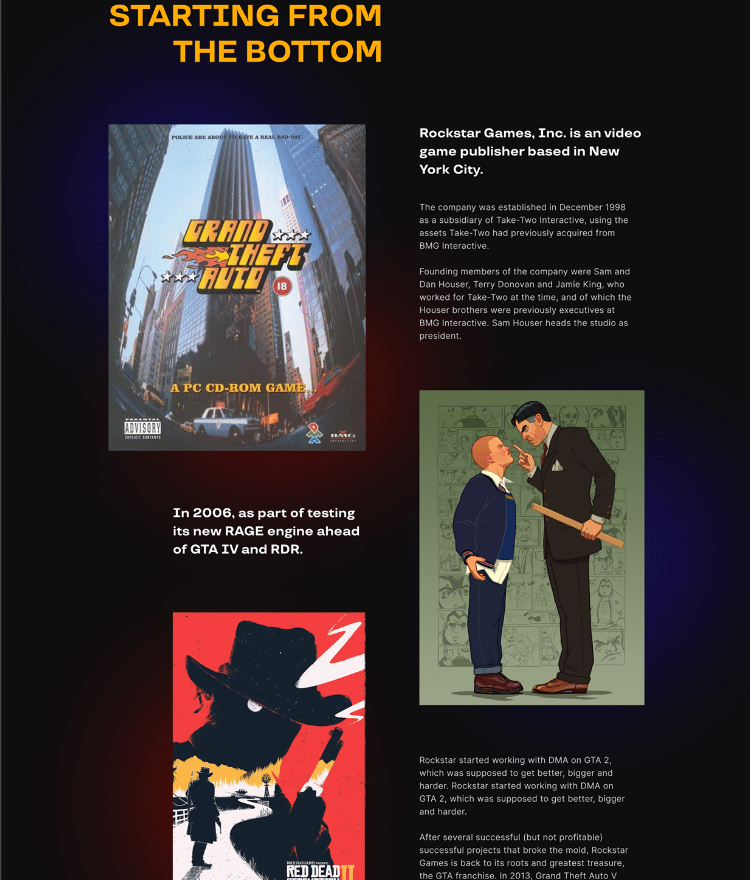 STARTING FROM
THE BOTTOM
POLICE ARE ABOUT TO HAVE A REAL BAD DAY
GRAND
THEFT
AUTO
18
A PC CD-ROM GAME
PARENTAL
ADVISORY
EXPLICIT CONTENT
BMG
INTERACTIVE
Rockstar Games, Inc. is an video
game publisher based in New
York City.
The company was established in December 1998
as a subsidiary of Take-Two Interactive, using the
assets Take-Two had previously acquired from
BMG Interactive.
Founding members of the company were Sam and
Dan Houser, Terry Donovan and Jamie King, who
worked for Take-Two at the time, and of which the
Houser brothers were previously executives at
BMG Interactive. Sam Houser heads the studio as
president.
In 2006, as part of testing
its new RAGE engine ahead
of GTA IV and RDR.
ROCKSTAR GAMES PRESENTS
RED DEAD
REDEMPTION II
Rockstar started working with DMA on GTA 2,
which was supposed to get better, bigger and
harder. Rockstar started working with DMA on
GTA 2, which was supposed to get better, bigger
and harder.
After several successful (but not profitable)
successful projects that broke the mold, Rockstar
Games is back to its roots and greatest treasure,
the GTA franchise. In 2013, Grand Theft Auto V